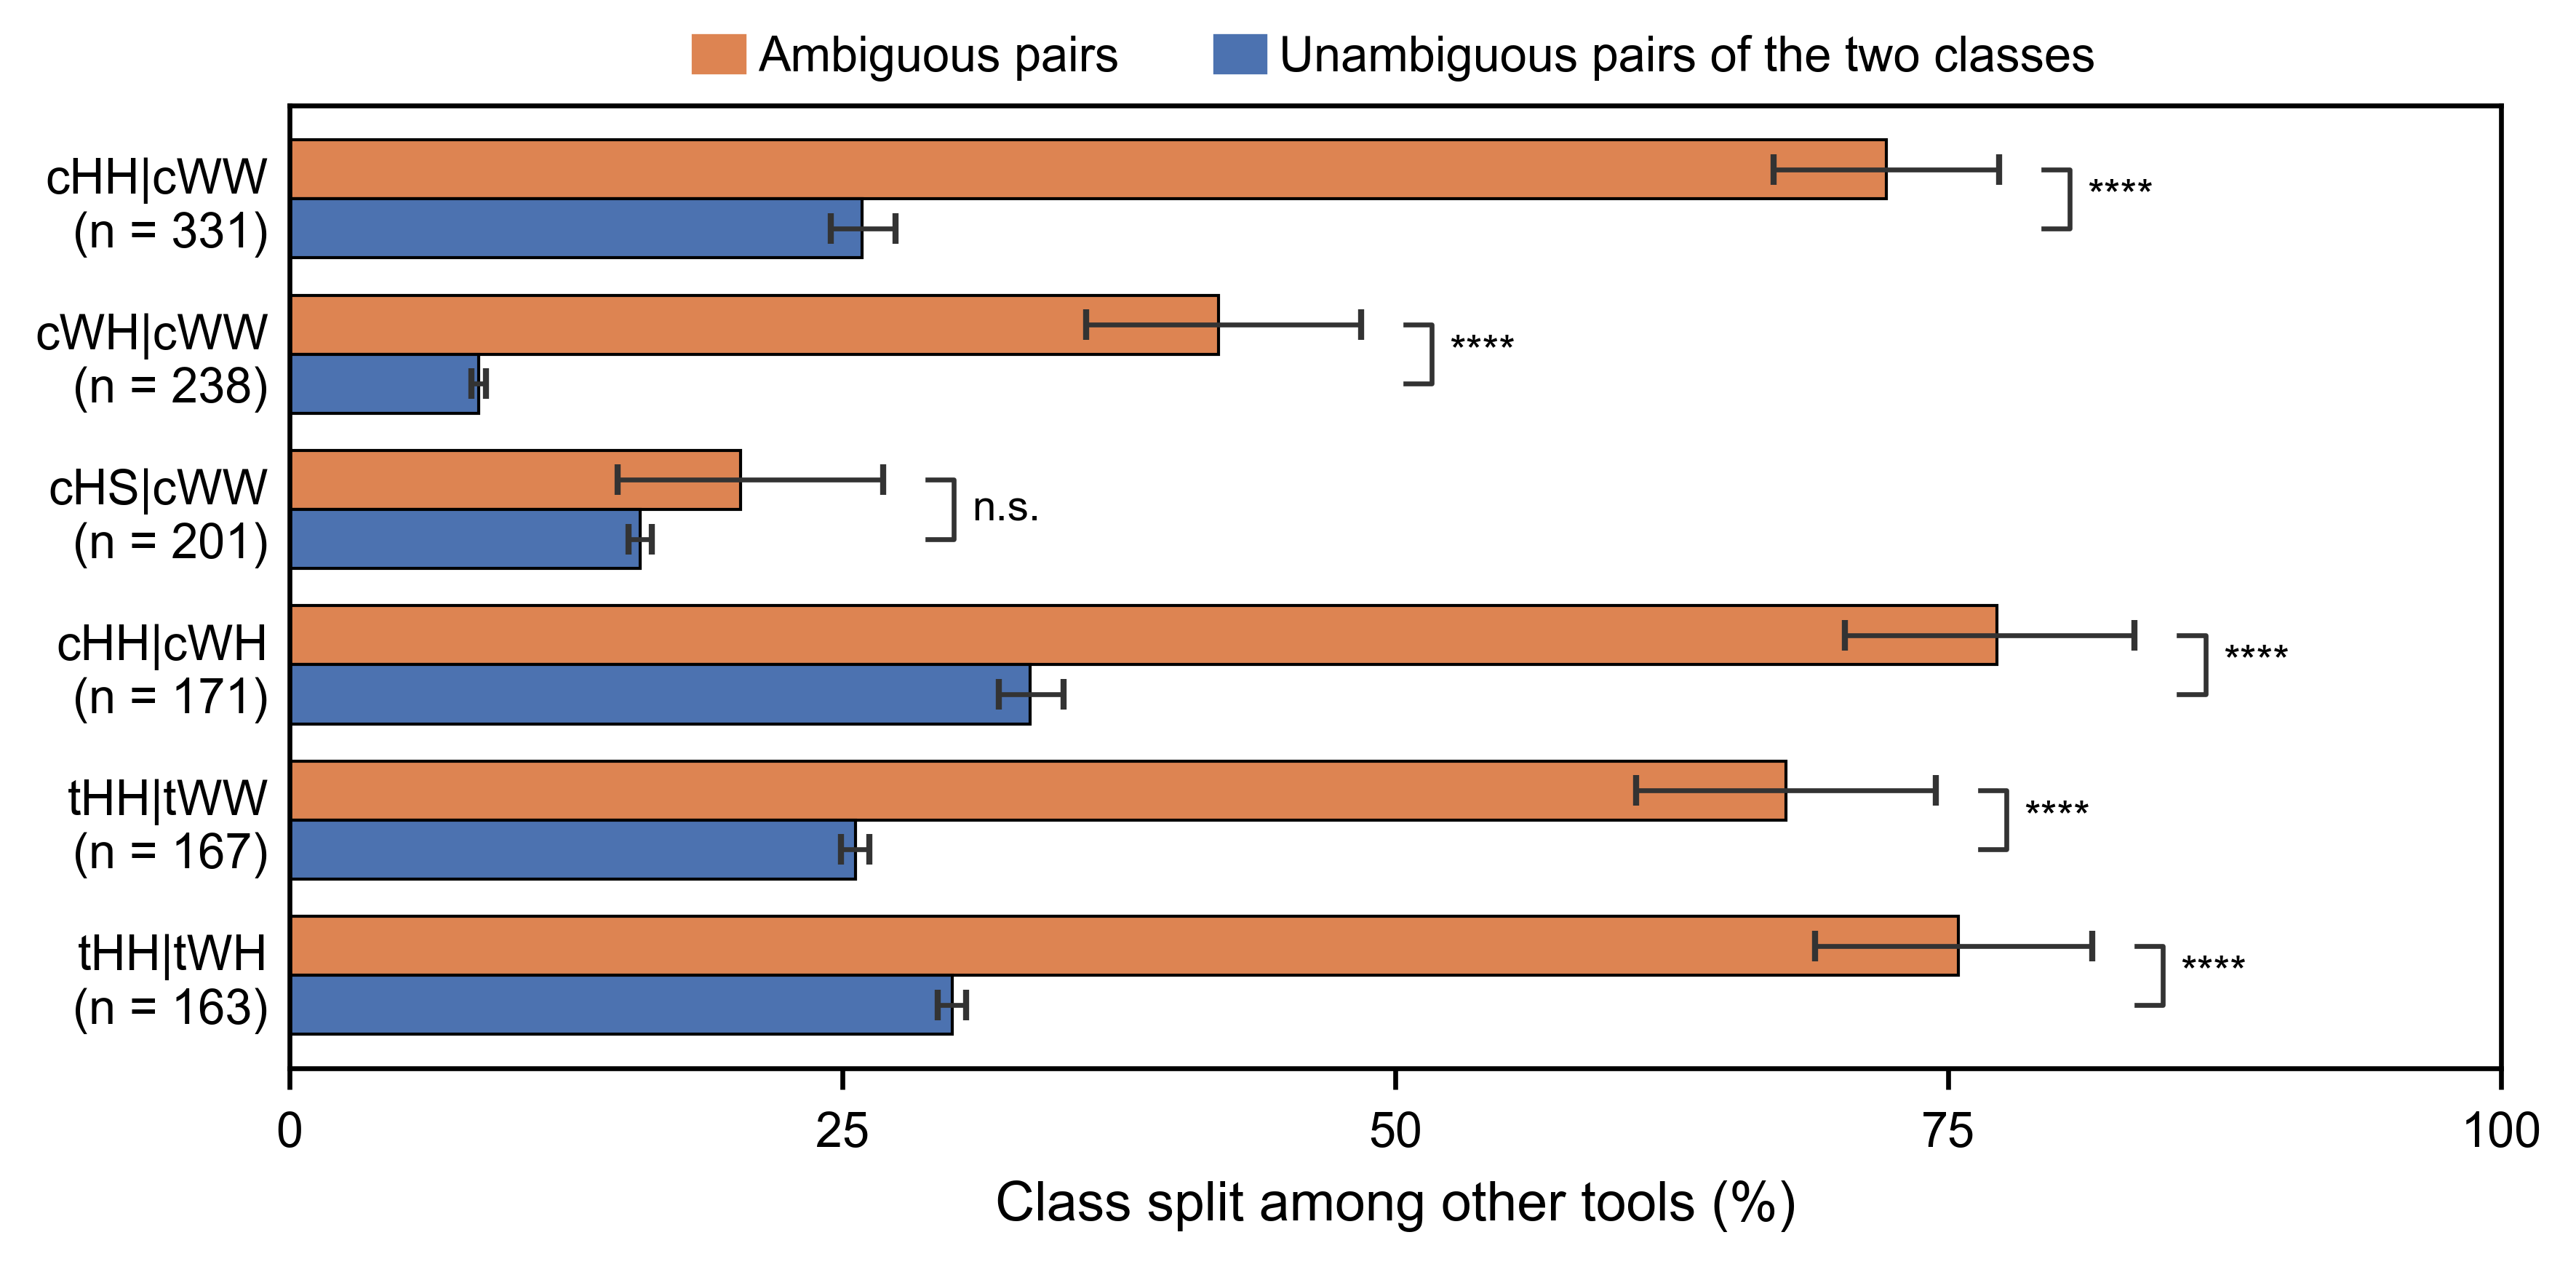 Ambiguous pairs
Unambiguous pairs of the two classes
cHH|cWW
(n = 331)
****
cWH|cWW
(n = 238)
****
cHS|cWW
(n = 201)
n.s.
cHH|cWH
(n = 171)
****
tHH|tWW
(n = 167)
****
tHH|tWH
(n = 163)
****
0
25
50
75
100
Class split among other tools (%)